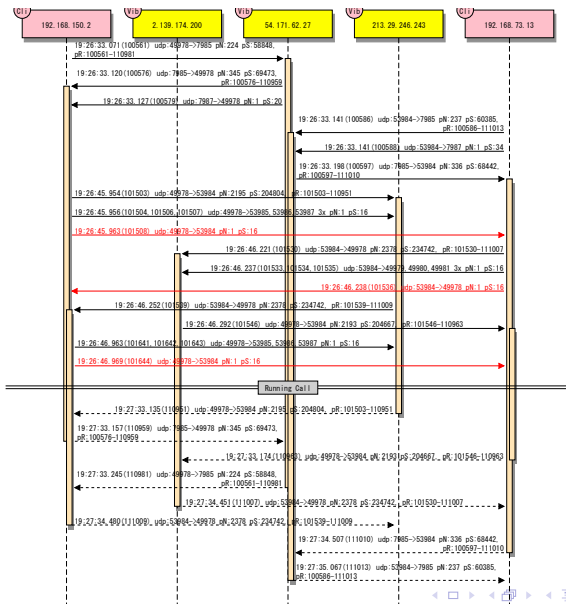 Cli
Vib
Vib
Vib
Cli
192.168.150.2
2.139.174.200
54.171.62.27
213.29.246.243
192.168.73.13
19:26:33.071(100561) udp:49978->7985 pN:224 pS:58848,
pR:100561-110981
19:26:33.120(100576) udp:7985->49978 pN:345 pS:69473,
pR:100576-110959
19:26:33.127(100579) udp:7987->49978 pN:1 pS:20
19:26:33.141(100586) udp:53984->7985 pN:237 pS:60385,
pR:100586-111013
19:26:33.141(100588) udp:53984->7987 pN:1 pS:34
19:26:33.198(100597) udp:7985->53984 pN:336 pS:68442,
pR:100597-111010
19:26:45.954(101503) udp:49978->53984 pN:2195 pS:204804, pR:101503-110951
19:26:45.956(101504,101506,101507) udp:49978->53985,53986,53987 3x pN:1 pS:16
19:26:45.963(101508) udp:49978->53984 pN:1 pS:16
19:26:46.221(101530) udp:53984->49978 pN:2378 pS:234742, pR:101530-111007
19:26:46.237(101533,101534,101535) udp:53984->49979,49980,49981 3x pN:1 pS:16
19:26:46.238(101536) udp:53984->49978 pN:1 pS:16
19:26:46.252(101539) udp:53984->49978 pN:2378 pS:234742, pR:101539-111009
19:26:46.292(101546) udp:49978->53984 pN:2193 pS:204667, pR:101546-110963
19:26:46.963(101641,101642,101643) udp:49978->53985,53986,53987 pN:1 pS:16
19:26:46.969(101644) udp:49978->53984 pN:1 pS:16
Running Call
19:27:33.135(110951) udp:49978->53984 pN:2195 pS:204804, pR:101503-110951
19:27:33.157(110959) udp:7985->49978 pN:345 pS:69473,
pR:100576-110959
19:27:33.174(110963) udp:49978->53984 pN:2193 pS:204667, pR:101546-110963
19:27:33.245(110981) udp:49978->7985 pN:224 pS:58848,
pR:100561-110981
19:27:34.451(111007) udp:53984->49978 pN:2378 pS:234742, pR:101530-111007
19:27:34.480(111009) udp:53984->49978 pN:2378 pS:234742, pR:101539-111009
19:27:34.507(111010) udp:7985->53984 pN:336 pS:68442,
pR:100597-111010
19:27:35.067(111013) udp:53984->7985 pN:237 pS:60385,
pR:100586-111013